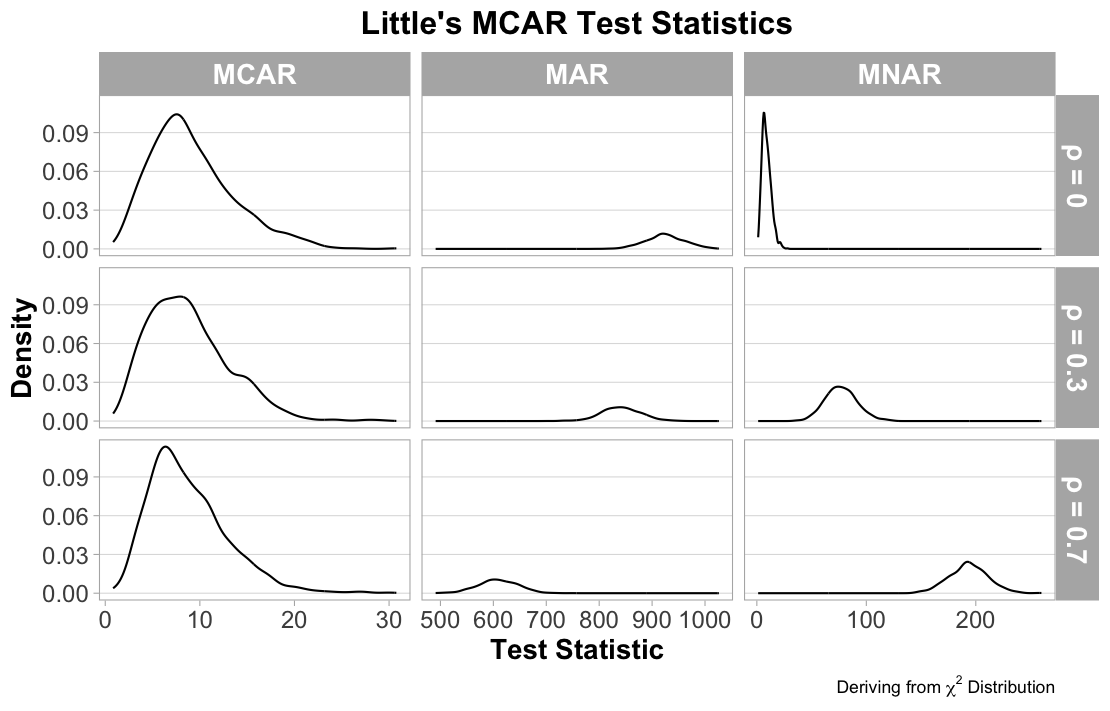 Little's MCAR Test Statistics
MCAR MAR MNAR
0.09
0.06
0.03
0.00
ρ = 0
Density
0.09
0.06
0.03
0.00
ρ = 0.3
0.09
0.06
0.03
0.00
ρ = 0.7
0 10 20 30 500 600 700 800 900 1000 0 100 200
Test Statistic
Deriving from χ² Distribution